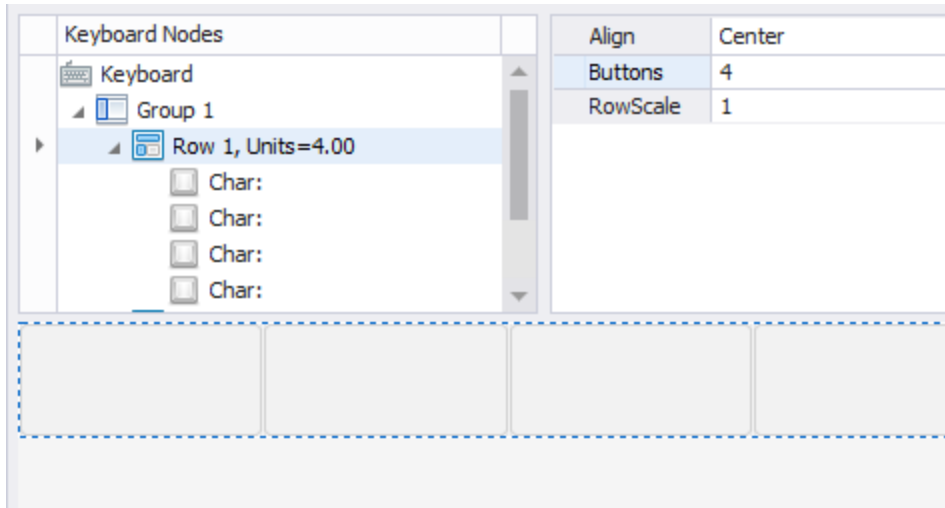 Keyboard Nodes
Keyboard
Group 1
Row 1, Units=4.00
Char:
Char:
Char:
Char:
Align Center
Buttons 4
RowScale 1